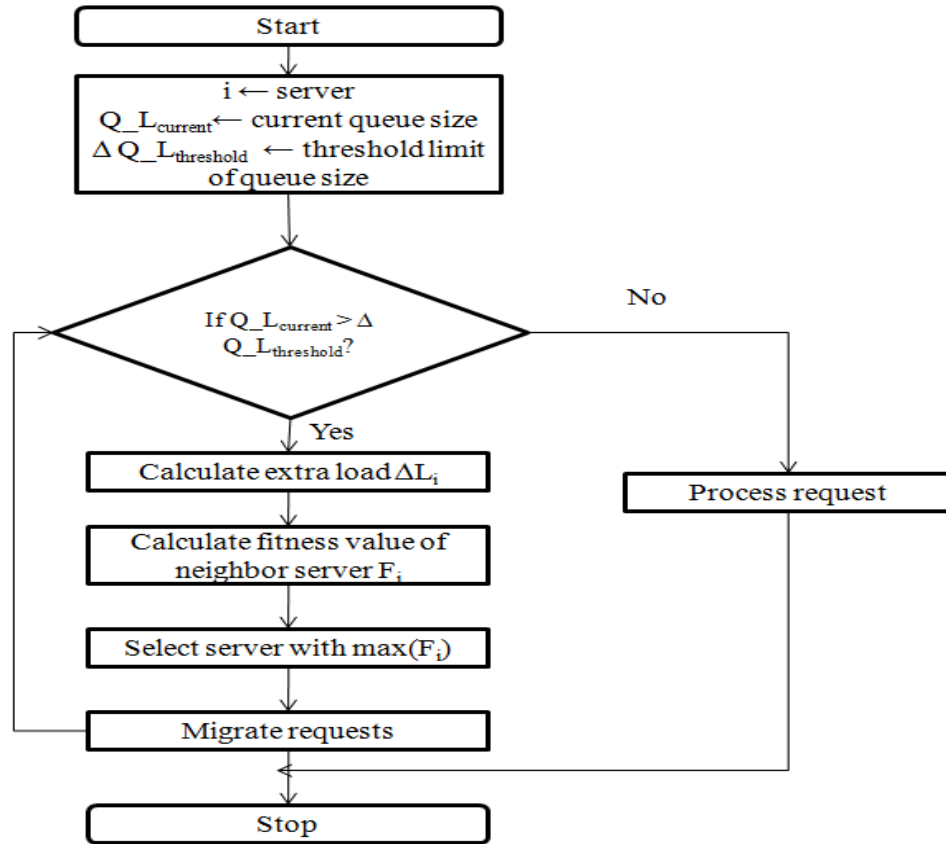 Start
i ← server
Q_Lcurrent← current queue size
Δ Q_Lthreshold ← threshold limit
of queue size
No
If Q_Lcurrent > Δ
Q_Lthreshold?
Yes
Calculate extra load ΔLi
Process request
Calculate fitness value of
neighbor server Fi
Select server with max(Fi)
Migrate requests
Stop